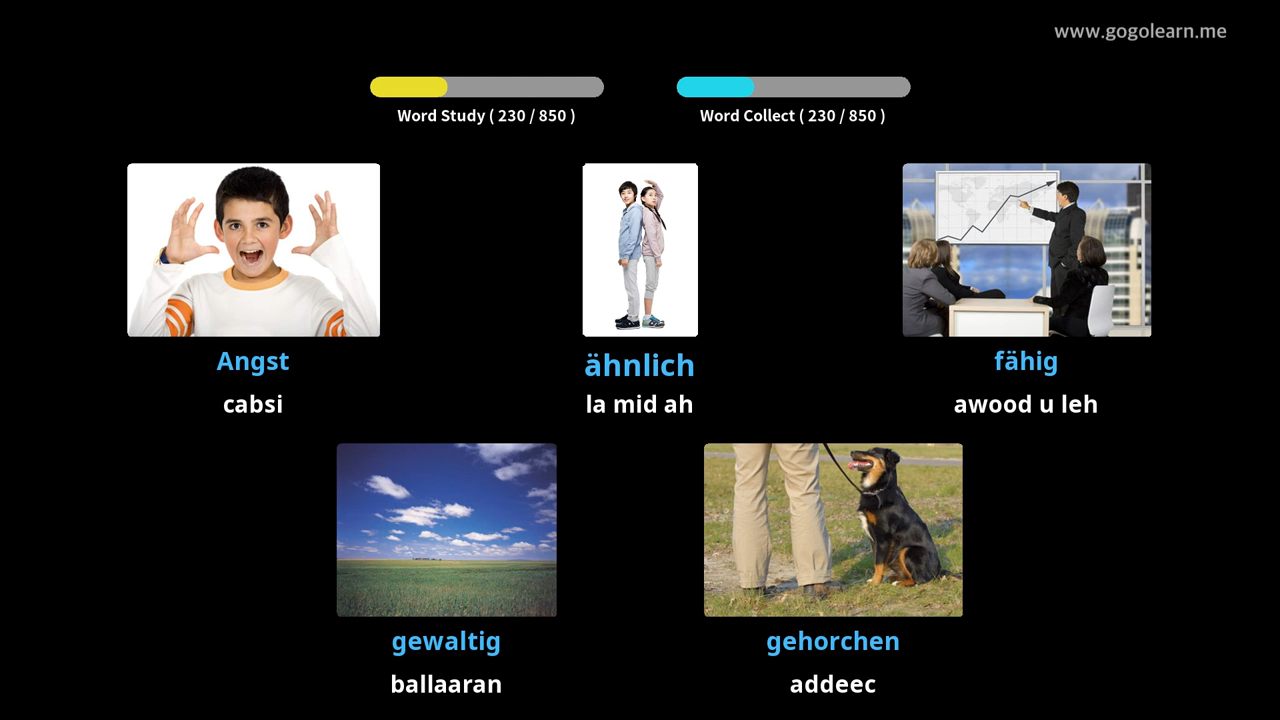 www.gogolearn.me
Word Study ( 230 / 850 )
Word Collect ( 230 / 850 )
Angst
ähnlich
fähig
cabsi
la mid ah
awood u leh
gewaltig
gehorchen
ballaaran
addeec